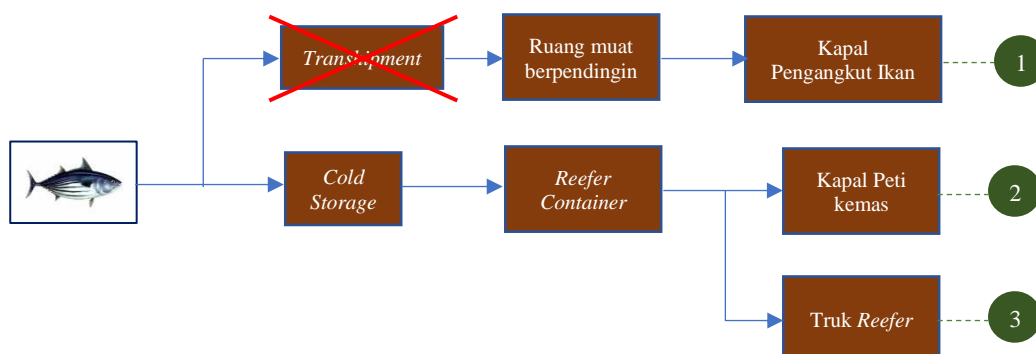 Transhipment
Ruang muat
berpendingin
Kapal
Pengangkut Ikan
1
Cold
Storage
Reefer
Container
Kapal Peti
kemas
2
Truk Reefer
3